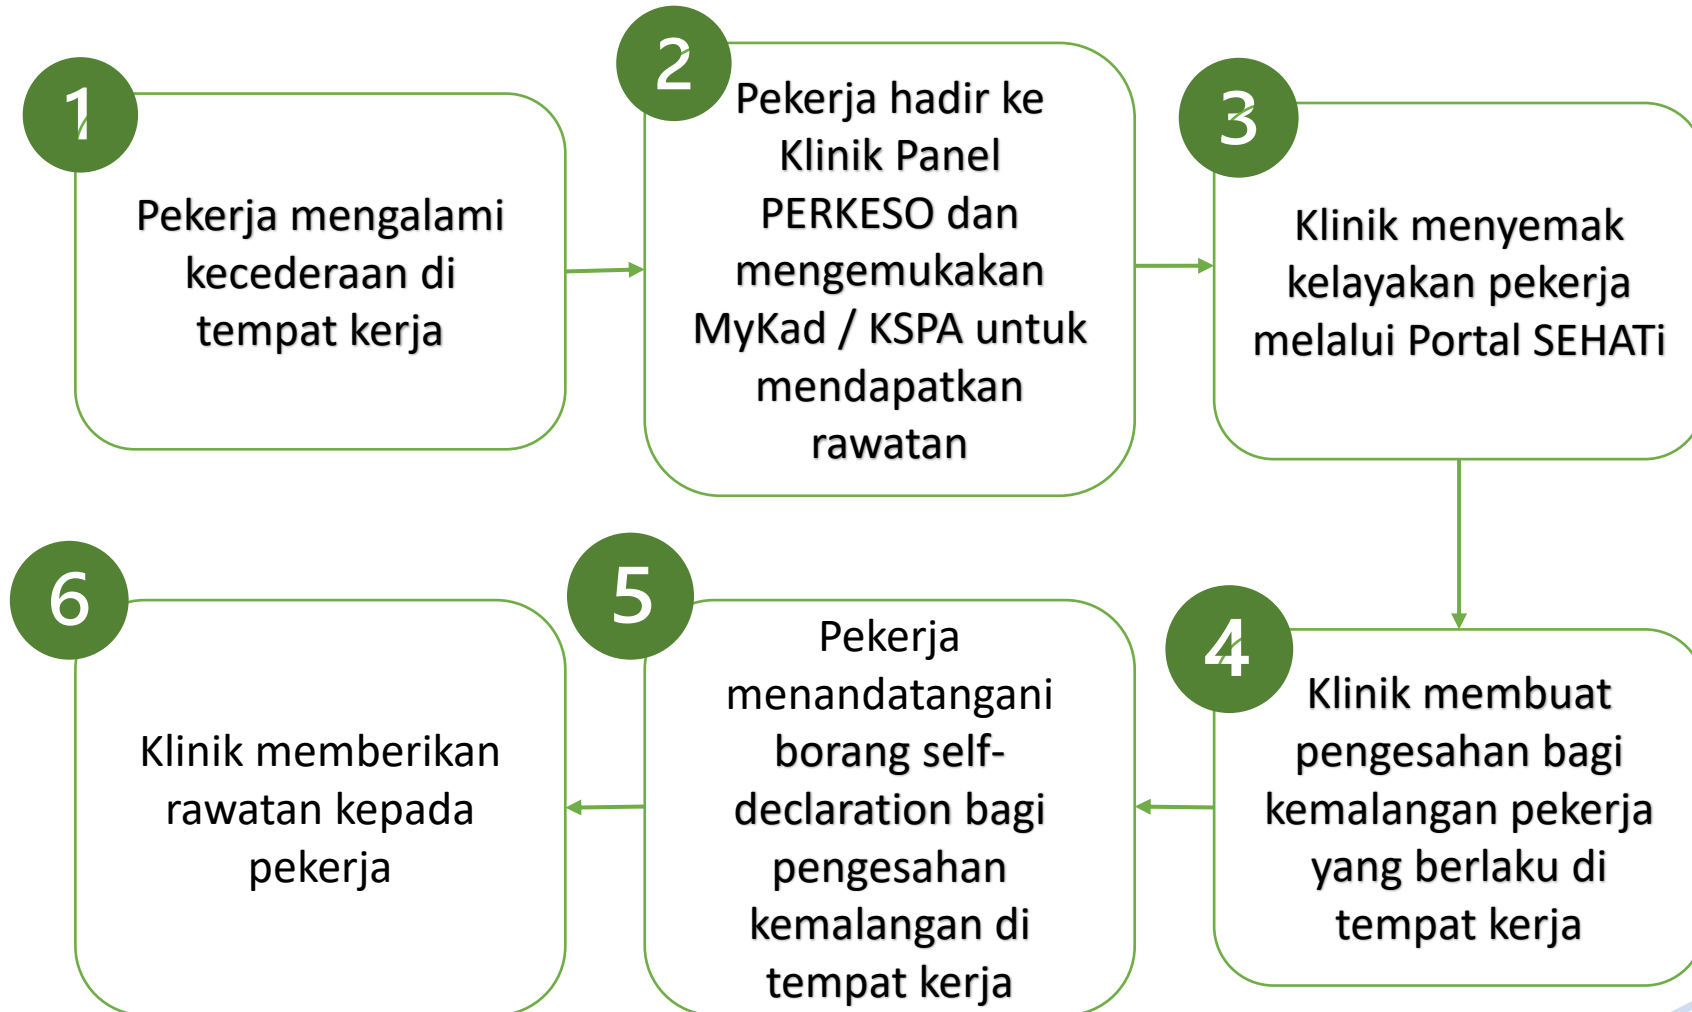 1
Pekerja mengalami
kecederaan di
tempat kerja
2
Pekerja hadir ke
Klinik Panel
PERKESO dan
mengemukakan
MyKad / KSPA untuk
mendapatkan
rawatan
3
Klinik menyemak
kelayakan pekerja
melalui Portal SEHATi
4
Klinik membuat
pengesahan bagi
kemalangan pekerja
yang berlaku di
tempat kerja
5
Pekerja
menandatangani
borang self-
declaration bagi
pengesahan
kemalangan di
tempat kerja
6
Klinik memberikan
rawatan kepada
pekerja